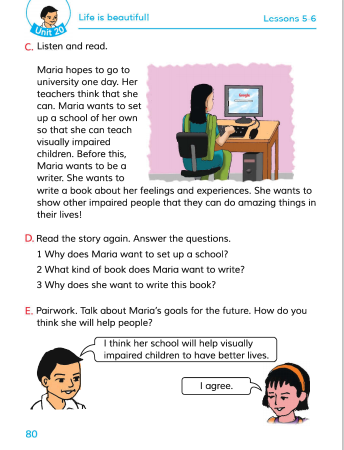 Life is beautiful!
Lessons 5-6
Unit 20
C. Listen and read.
Maria hopes to go to
university one day. Her
teachers think that she
can. Maria wants to set
up a school of her own
so that she can teach
visually impaired
children. Before this,
Maria wants to be a
writer. She wants to
write a book about her feelings and experiences. She wants to
show other impaired people that they can do amazing things in
their lives!
Google
D. Read the story again. Answer the questions.
1 Why does Maria want to set up a school?
2 What kind of book does Maria want to write?
3 Why does she want to write this book?
E. Pairwork. Talk about Maria's goals for the future. How do you
think she will help people?
I think her school will help visually
impaired children to have better lives.
I agree.
80